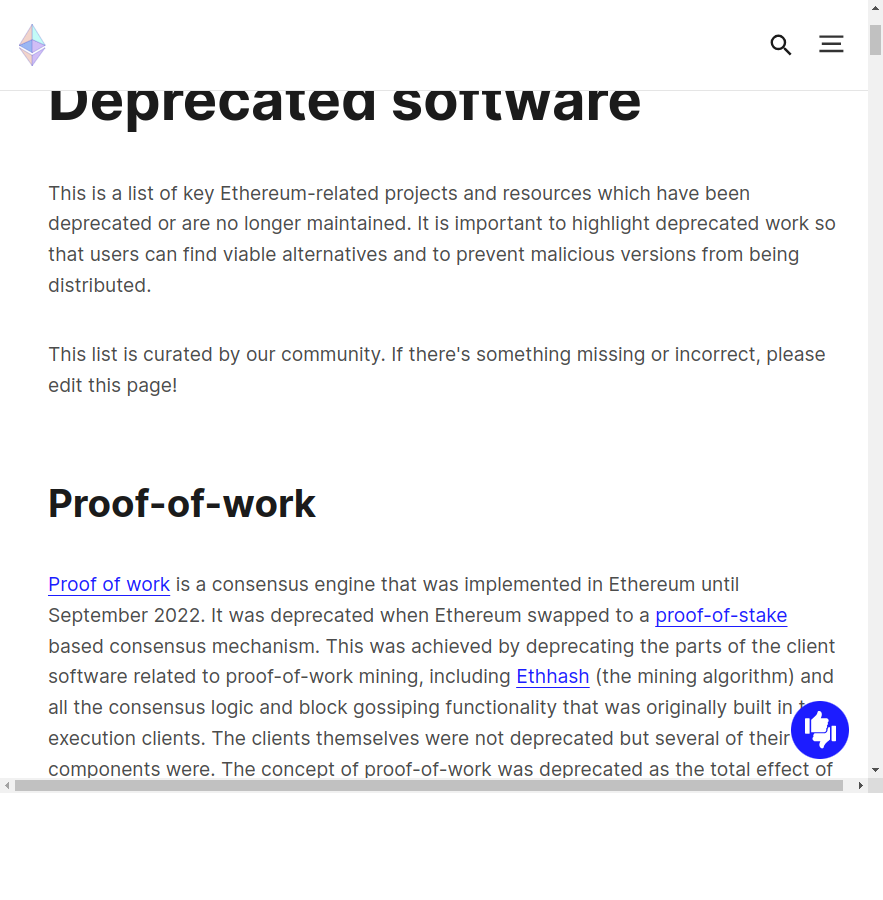 Deprecated software
This is a list of key Ethereum-related projects and resources which have been
deprecated or are no longer maintained. It is important to highlight deprecated work so
that users can find viable alternatives and to prevent malicious versions from being
distributed.
This list is curated by our community. If there's something missing or incorrect, please
edit this page!
Proof-of-work
Proof of work is a consensus engine that was implemented in Ethereum until
September 2022. It was deprecated when Ethereum swapped to a proof-of-stake
based consensus mechanism. This was achieved by deprecating the parts of the client
software related to proof-of-work mining, including Ethhash (the mining algorithm) and
all the consensus logic and block gossiping functionality that was originally built in
execution clients. The clients themselves were not deprecated but several of their
components were. The concept of proof-of-work was deprecated as the total effect of